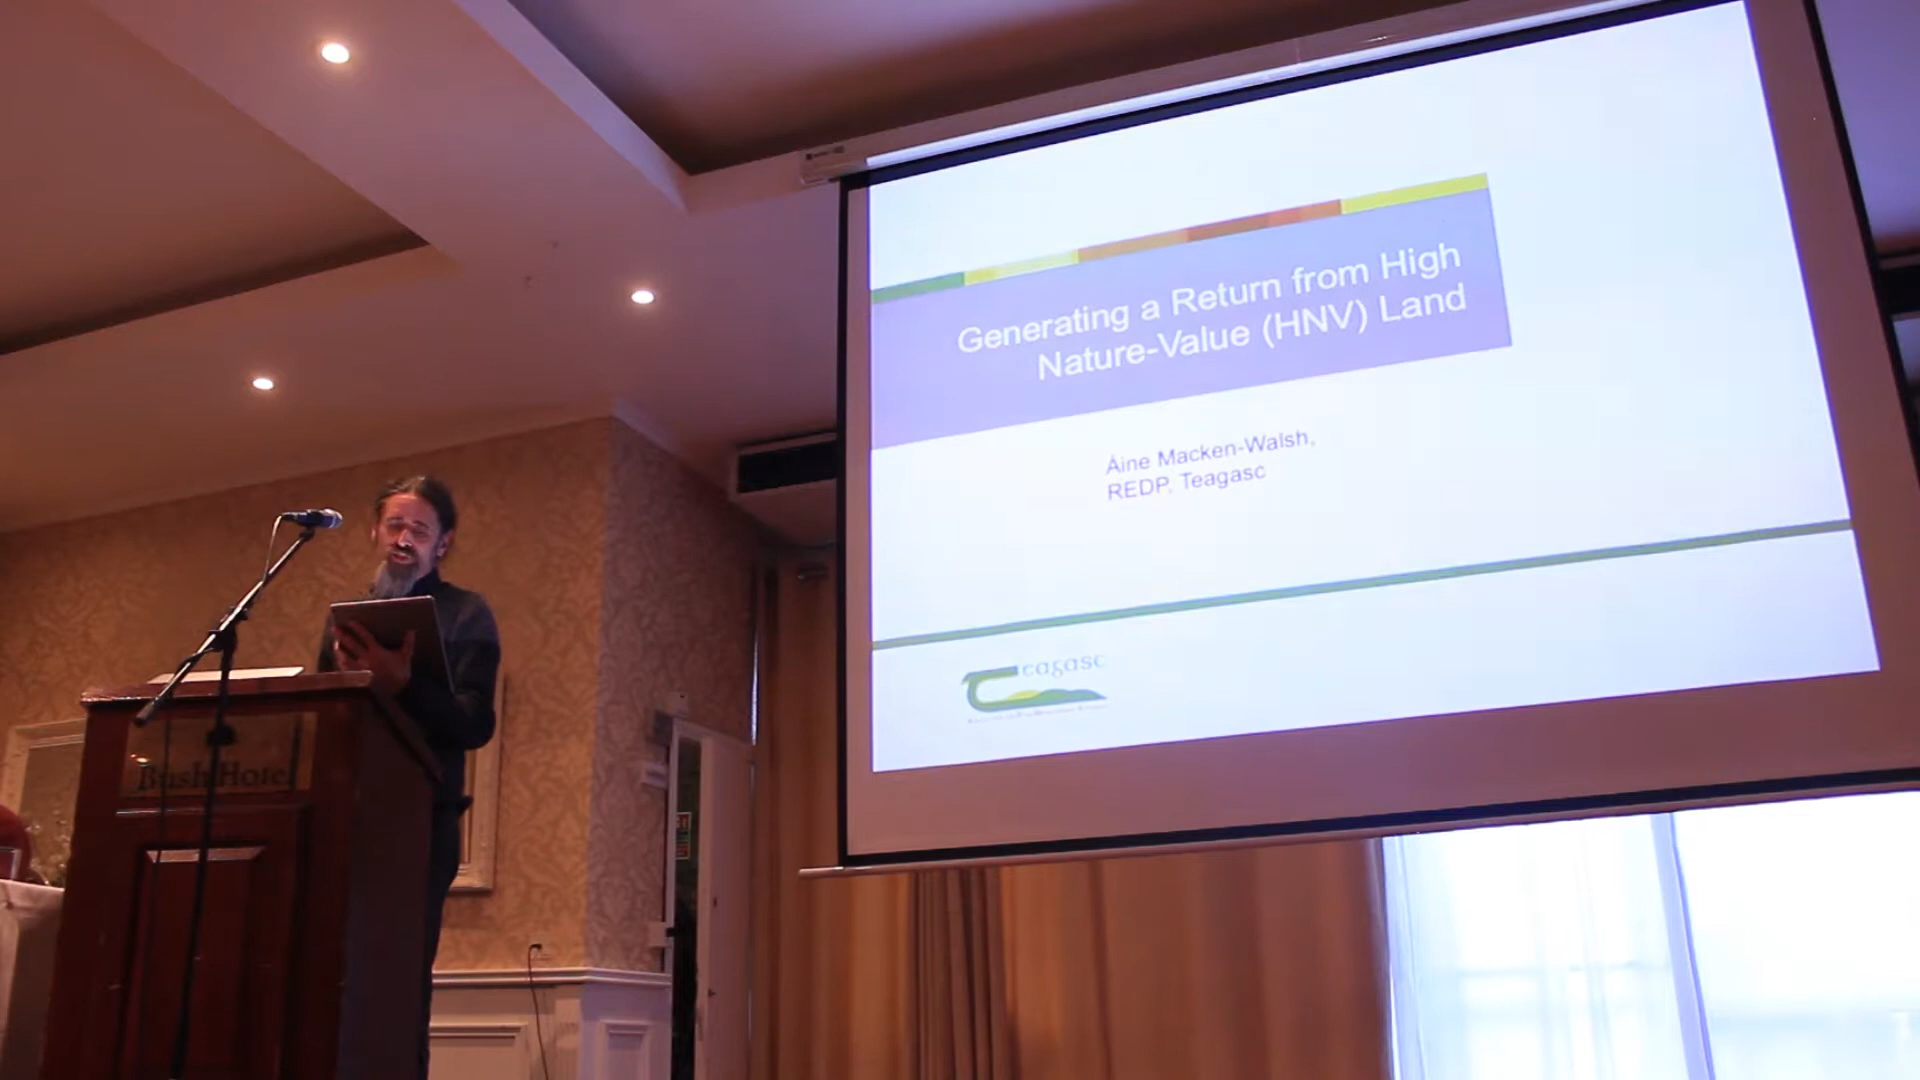 Generating a Return from High
Nature-Value (HNV) Land
Áine Macken-Walsh,
REDP, Teagasc
Teagasc
Bush Hotel